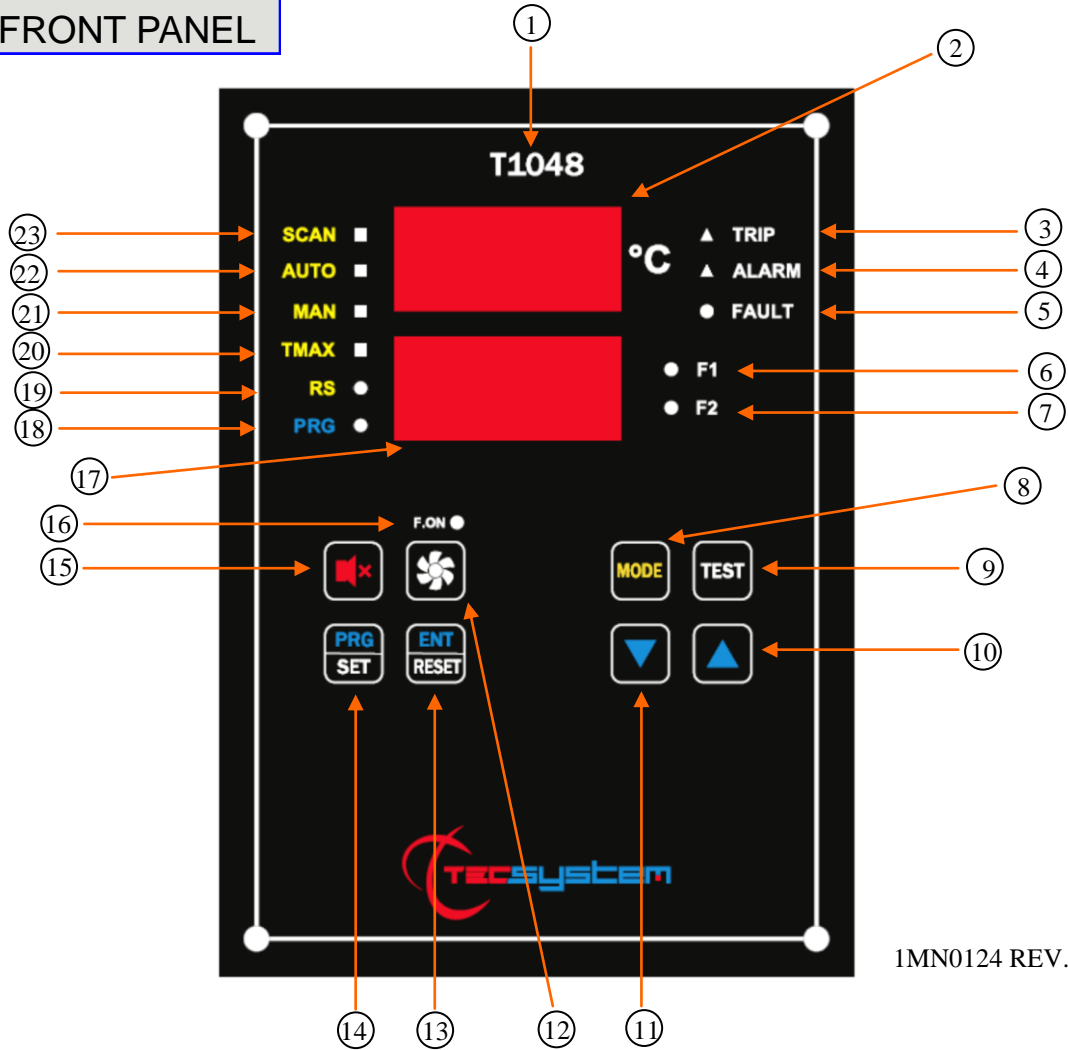 FRONT PANEL
1
2
T1048
23 SCAN
°C
TRIP 3
22 AUTO
ALARM 4
21 MAN
FAULT 5
20 TMAX
19 RS
F1 6
18 PRG
F2 7
17
8
16 F.ON
15
MODE
TEST 9
PRG
SET
ENT
RESET
10
TECSYSTEM
1MN0124 REV.
14
13
12
11